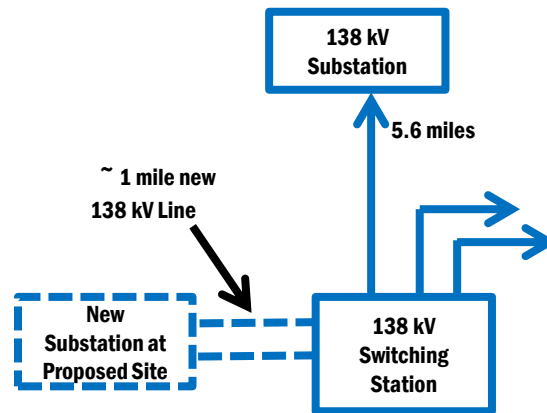 138 kV
Substation
5.6 miles
~ 1 mile new
138 kV Line
New
Substation at
Proposed Site
138 kV
Switching
Station